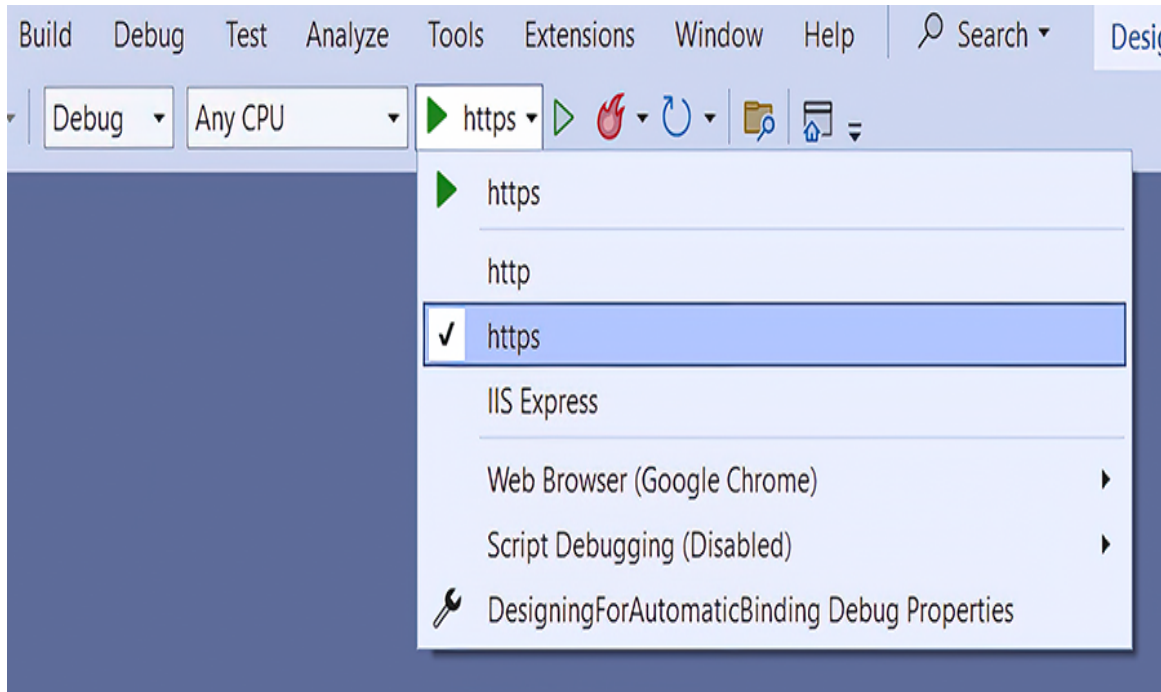 Build Debug Test Analyze Tools Extensions Window Help Search Desig
Debug Any CPU https
https
http
https
IIS Express
Web Browser (Google Chrome)
Script Debugging (Disabled)
DesigningForAutomaticBinding Debug Properties